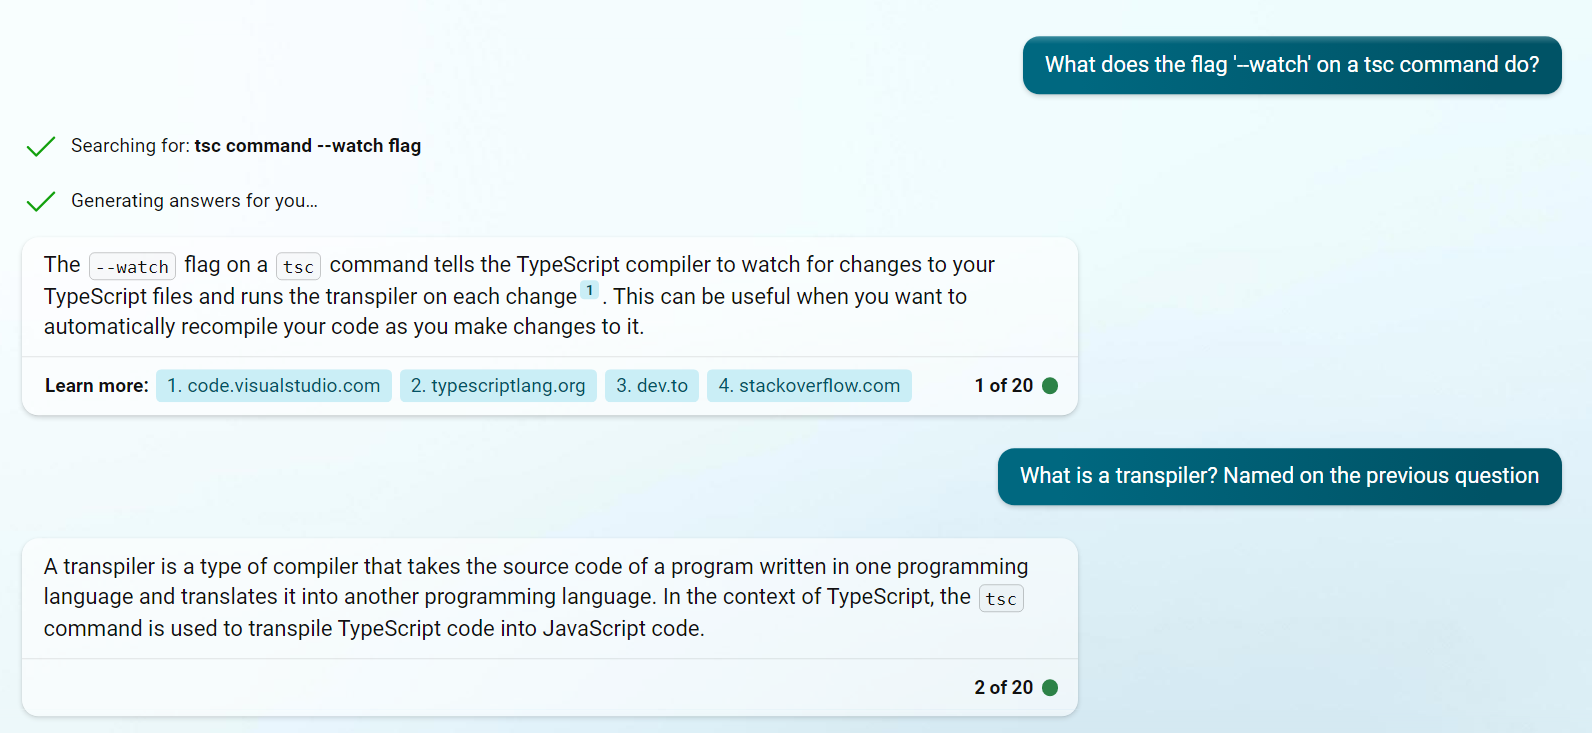 What does the flag '--watch' on a tsc command do?
Searching for: tsc command --watch flag
Generating answers for you...
The --watch flag on a tsc command tells the TypeScript compiler to watch for changes to your
TypeScript files and runs the transpiler on each change 1 . This can be useful when you want to
automatically recompile your code as you make changes to it.
Learn more: 1. code.visualstudio.com 2. typescriptlang.org 3. dev.to 4. stackoverflow.com 1 of 20
What is a transpiler? Named on the previous question
A transpiler is a type of compiler that takes the source code of a program written in one programming
language and translates it into another programming language. In the context of TypeScript, the tsc
command is used to transpile TypeScript code into JavaScript code.
2 of 20